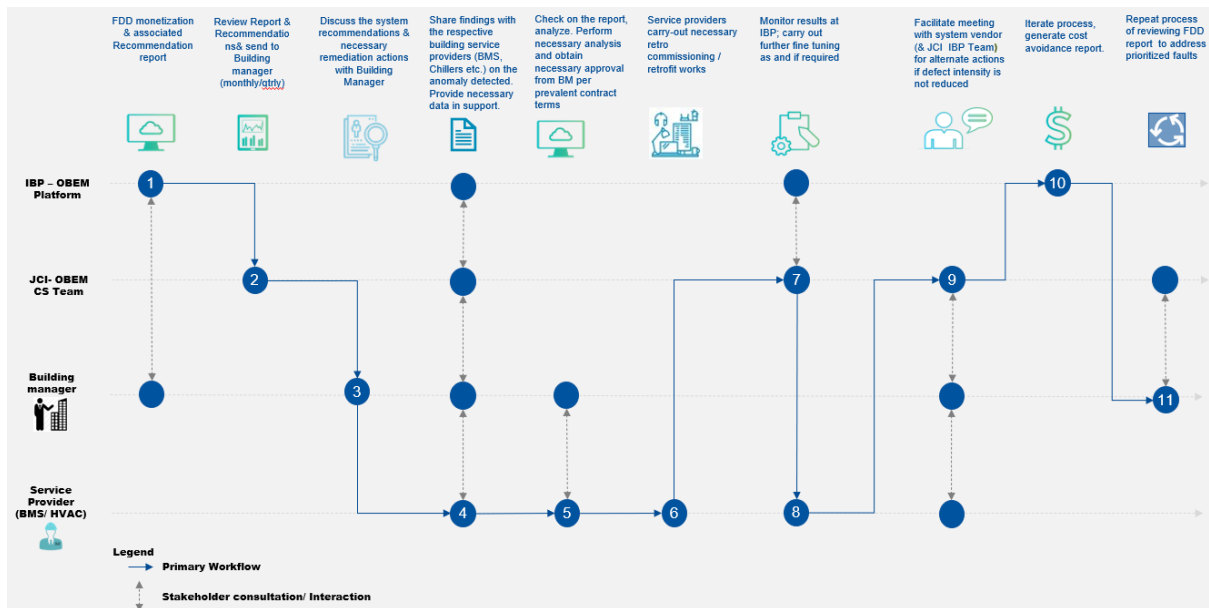 FDD monetization
& associated
Recommendation
report
Review Report &
Recommendatio
ns& send to
Building
manager
(monthly/qtrly)
Discuss the system
recommendations &
necessary
remediation actions
with Building
Manager
Share findings with
the respective
building service
providers (BMS,
Chillers etc.) on the
anomaly detected.
Provide necessary
data in support.
Check on the report,
analyze. Perform
necessary analysis
and obtain
necessary approval
from BM per
prevalent contract
terms
Service providers
carry-out necessary
retro
commissioning /
retrofit works
Monitor results at
IBP; carry out
further fine tuning
as and if required
Facilitate meeting
with system vendor
(& JCI IBP Team)
for alternate actions
if defect intensity is
not reduced
Iterate process,
generate cost
avoidance report.
Repeat process
of reviewing FDD
report to address
prioritized faults
IBP – OBEM
Platform
1
10
JCI- OBEM
CS Team
2
7
9
Building
manager
3
11
Service
Provider
(BMS/ HVAC)
4
5
6
8
Legend
Primary Workflow
Stakeholder consultation/ Interaction